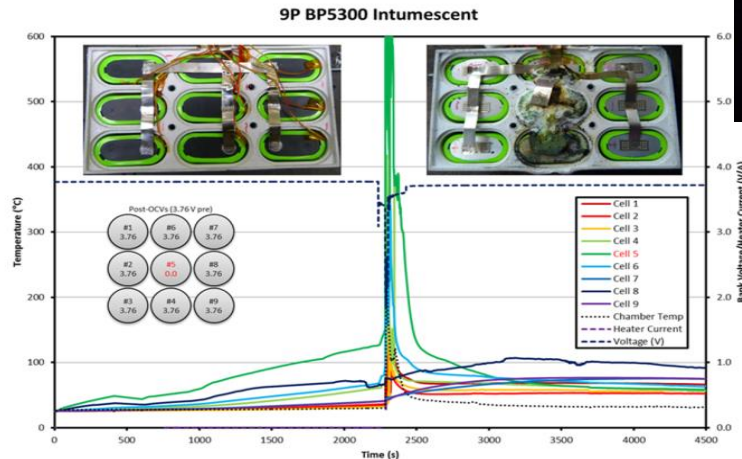 9P BP5300 Intumescent
Temperature (°C)
600
500
400
300
200
100
0
Post-OCVs (3.76 V pre)
#1
3.76
#6
3.76
#7
3.76
#2
3.76
#5
0.0
#8
3.76
#3
3.76
#4
3.76
#9
3.76
Cell 1
Cell 2
Cell 3
Cell 4
Cell 5
Cell 6
Cell 7
Cell 8
Cell 9
Chamber Temp
Heater Current
Voltage (V)
6.0
5.0
4.0
3.0
2.0
1.0
0.0
Bank Voltage/Heater Current (V/A)
0
500
1000
1500
2000
2500
3000
3500
4000
4500
Time (s)